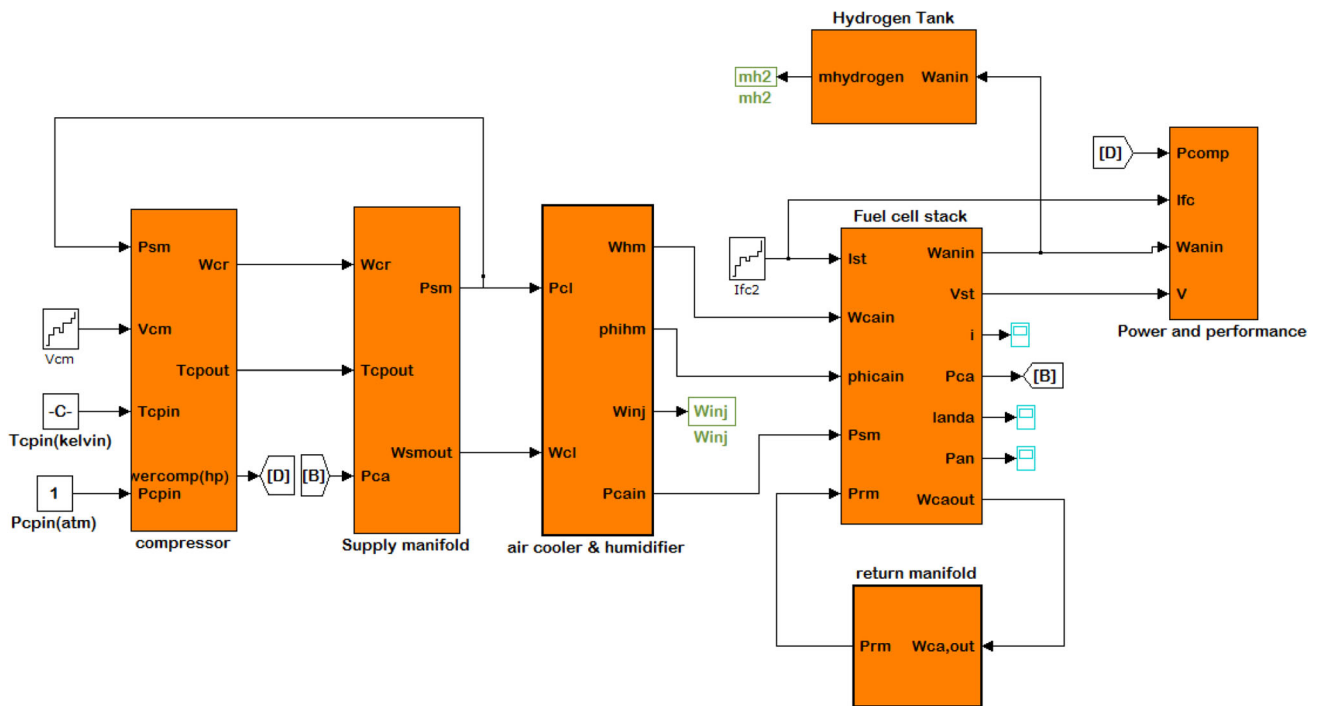 Hydrogen Tank
mhydrogen
Wanin
mh2
mh2
[D]
Pcomp
Ifc
Wanin
V
Power and performance
Psm
Wcr
Vcm
Vcm
Tcpout
-C-
Tcpin
Tcpin(kelvin)
wercomp(hp)
1
Pcpin
Pcpin(atm)
compressor
[D]
[B]
Wcr
Psm
Tcpout
Wsmout
Pca
Supply manifold
Whm
Pcl
phihm
Winj
Wcl
Pcain
air cooler & humidifier
Winj
Winj
Ifc2
Fuel cell stack
Ist
Wanin
Vst
Wcain
i
phicain
Pca
[B]
landa
Psm
Pan
Prm
Wcaout
return manifold
Prm
Wca,out